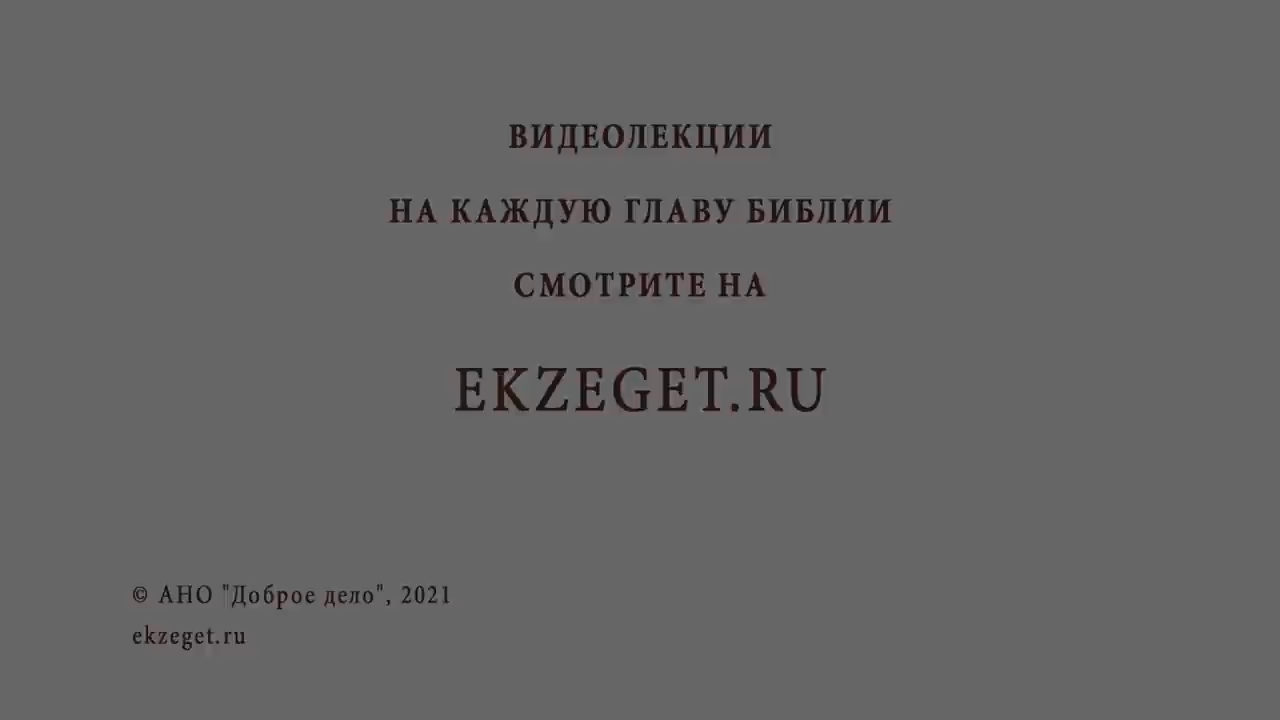 ВИДЕОЛЕКЦИИ
НА КАЖДУЮ ГЛАВУ БИБЛИИ
СМОТРИТЕ НА
EKZEGET.RU
© АНО "Доброе дело", 2021
ekzeget.ru